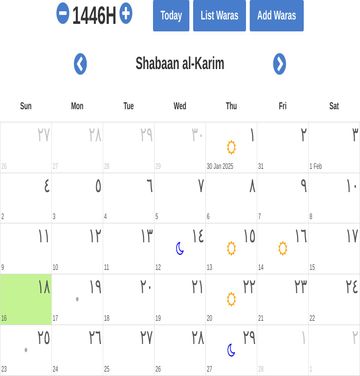 1446H
Today List Waras Add Waras
Shabaan al-Karim
Sun Mon Tue Wed Thu Fri Sat
٢٧ ٢٨ ٢٩ ٣٠ ١ ٢ ٣
26 27 28 29 30 Jan 2025 31 1 Feb
٤ ٥ ٦ ٧ ٨ ٩ ١٠
2 3 4 5 6 7 8
١١ ١٢ ١٣ ١٤ ١٥ ١٦ ١٧
9 10 11 12 13 14 15
١٨ ١٩ ٢٠ ٢١ ٢٢ ٢٣ ٢٤
16 17 18 19 20 21 22
٢٥ ٢٦ ٢٧ ٢٨ ٢٩ ١ ٢
23 24 25 26 27 28 1